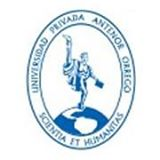 UNIVERSIDAD PRIVADA ANTENOR ORREGO
SCIENTIA ET HUMANITAS